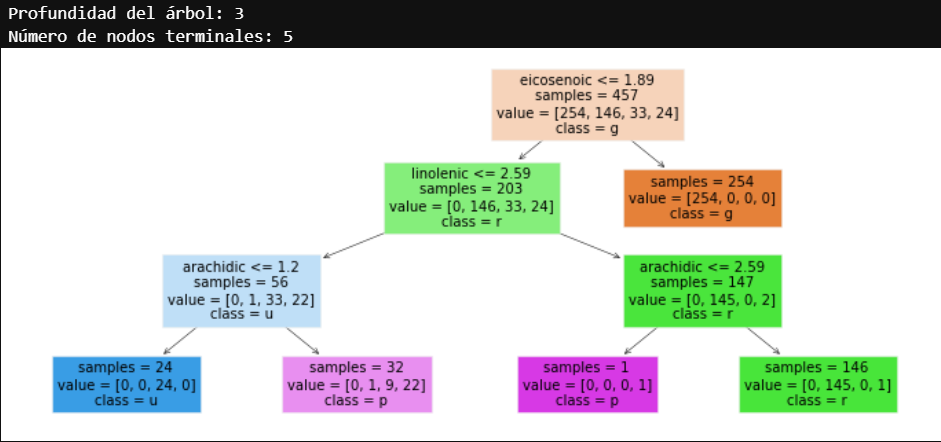 Profundidad del árbol: 3
Número de nodos terminales: 5
eicosenoic <= 1.89
samples = 457
value = [254, 146, 33, 24]
class = g
linolenic <= 2.59
samples = 203
value = [0, 146, 33, 24]
class = r
samples = 254
value = [254, 0, 0, 0]
class = g
arachidic <= 1.2
samples = 56
value = [0, 1, 33, 22]
class = u
arachidic <= 2.59
samples = 147
value = [0, 145, 0, 2]
class = r
samples = 24
value = [0, 0, 24, 0]
class = u
samples = 32
value = [0, 1, 9, 22]
class = p
samples = 1
value = [0, 0, 0, 1]
class = p
samples = 146
value = [0, 145, 0, 1]
class = r